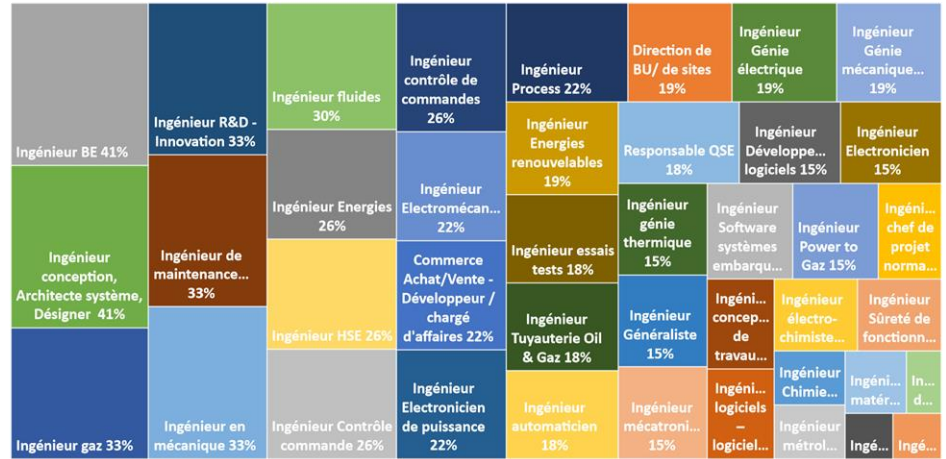 Ingénieur BE 41%
Ingénieur
conception,
Architecte système,
Désigner 41%
Ingénieur gaz 33%
Ingénieur R&D -
Innovation 33%
Ingénieur de
maintenance...
33%
Ingénieur en
mécanique 33%
Ingénieur fluides
30%
Ingénieur Energies
26%
Ingénieur HSE 26%
Ingénieur Contrôle
commande 26%
Ingénieur
contrôle de
commandes
26%
Ingénieur
Electromécan...
22%
Commerce
Achat/Vente -
Développeur /
chargé
d'affaires 22%
Ingénieur
Electronicien
de puissance
22%
Ingénieur
Process 22%
Ingénieur
Energies
renouvelables
19%
Ingénieur essais
tests 18%
Ingénieur
Tuyauterie Oil
& Gaz 18%
Ingénieur
automaticien
18%
Direction de
BU/ de sites
19%
Ingénieur
Génie
électrique
19%
Ingénieur
Génie
mécanique...
19%
Responsable QSE
18%
Ingénieur
Développe...
logiciels 15%
Ingénieur
Electronicien
15%
Ingénieur
génie
thermique
15%
Ingénieur
Généraliste
15%
Ingénieur
mécatroni...
15%
Ingénieur
Software
systèmes
embarqu...
Ingénieur
Power to
Gaz 15%
Ingéni...
chef de
projet
norma...
Ingéni...
concep...
de
travau...
Ingéni...
logiciels
–
logiciel...
Ingénieur
électro-
chimiste...
Ingénieur
Sûreté de
fonctionn...
Ingénieur
Chimie...
Ingénieur
métrol...
Ingéni...
matér...
In...
d...
Ingé...
Ingé...